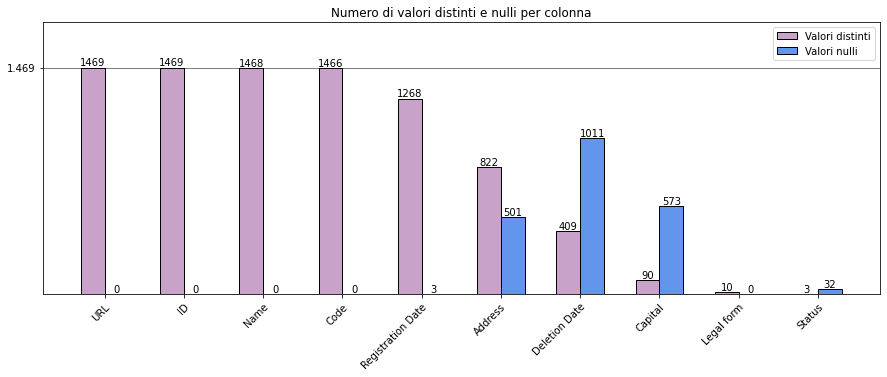 Numero di valori distinti e nulli per colonna
Valori distinti
Valori nulli
1.469
1469 0 1469 0 1468 0 1466 0 1268 3 822 501 409 1011 90 573 10 0 3 32
URL ID Name Code Registration Date Address Deletion Date Capital Legal form Status